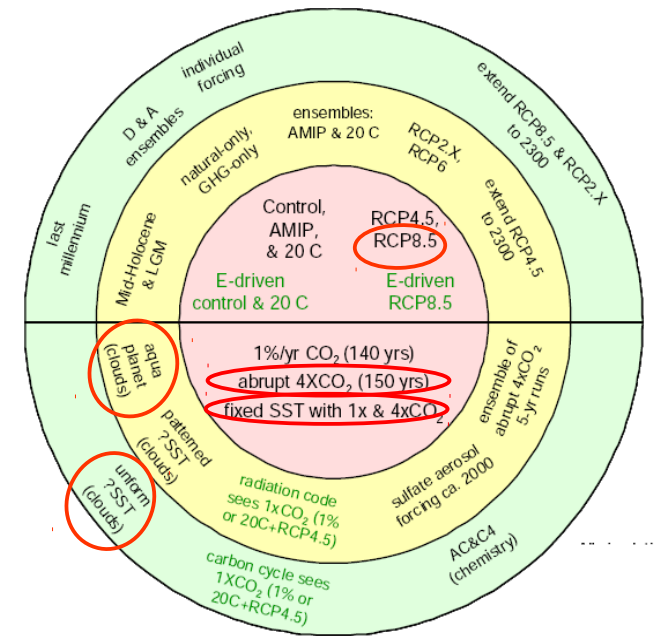 individual
forcing
D & A
ensembles
last
millennium
extend RCP8.5 & RCP2.X
to 2300
ensembles:
AMIP & 20 C
natural-only,
GHG-only
Mid-Holocene
& LGM
RCP2.X,
RCP6
extend RCP4.5
to 2300
Control,
AMIP,
& 20 C
RCP4.5,
RCP8.5
E-driven
control & 20 C
E-driven
RCP8.5
1%/yr CO₂ (140 yrs)
abrupt 4XCO₂ (150 yrs)
fixed SST with 1x & 4xCO₂
aqua
planet
(clouds)
patterned
?SST
(clouds)
unform
?SST
(clouds)
radiation code
sees 1xCO₂ (1%
or 20C+RCP4.5)
carbon cycle sees
1XCO₂ (1% or
20C+RCP4.5)
ensemble of
abrupt 4xCO₂
5-yr runs
sulfate aerosol
forcing ca. 2000
AC&C4
(chemistry)